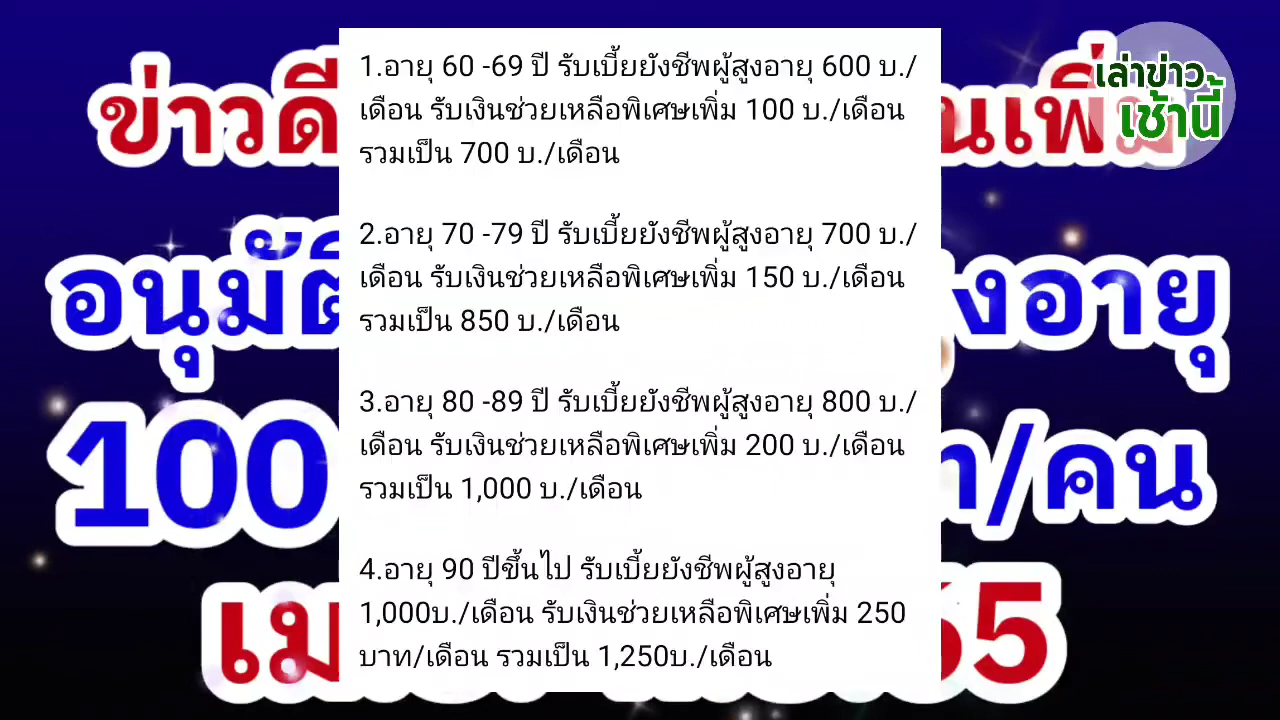 ข่าวดี
นเพิ่ม
เล่าข่าว
เช้านี้
อนุมัติ
งอายุ
100
/คน
65
1.อายุ 60 -69 ปี รับเบี้ยยังชีพผู้สูงอายุ 600 บ./
เดือน รับเงินช่วยเหลือพิเศษเพิ่ม 100 บ./เดือน
รวมเป็น 700 บ./เดือน
2.อายุ 70 -79 ปี รับเบี้ยยังชีพผู้สูงอายุ 700 บ./
เดือน รับเงินช่วยเหลือพิเศษเพิ่ม 150 บ./เดือน
รวมเป็น 850 บ./เดือน
3.อายุ 80 -89 ปี รับเบี้ยยังชีพผู้สูงอายุ 800 บ./
เดือน รับเงินช่วยเหลือพิเศษเพิ่ม 200 บ./เดือน
รวมเป็น 1,000 บ./เดือน
4.อายุ 90 ปีขึ้นไป รับเบี้ยยังชีพผู้สูงอายุ
1,000บ./เดือน รับเงินช่วยเหลือพิเศษเพิ่ม 250
บาท/เดือน รวมเป็น 1,250บ./เดือน